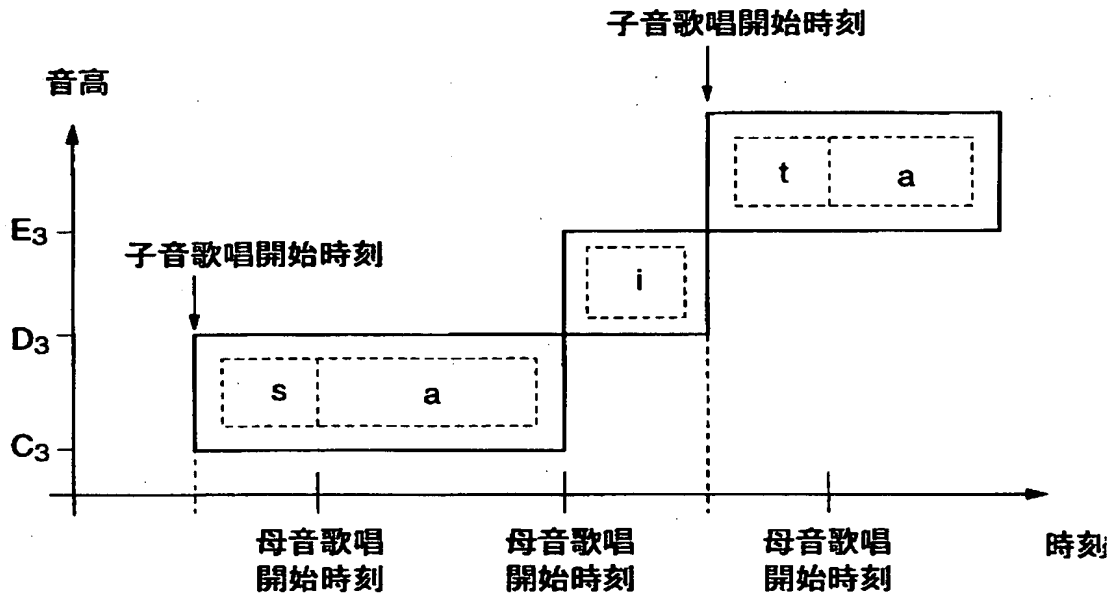 子音歌唱開始時刻
音高
t a
E3
子音歌唱開始時刻
i
D3
s a
C3
母音歌唱
開始時刻
母音歌唱
開始時刻
母音歌唱
開始時刻
時刻